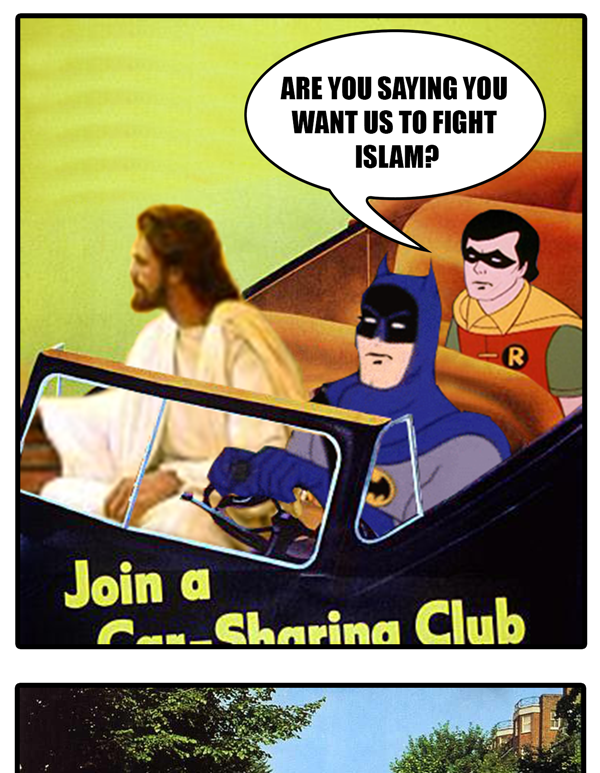 ARE YOU SAYING YOU
WANT US TO FIGHT
ISLAM?
R
Join a
Car-Sharing Club